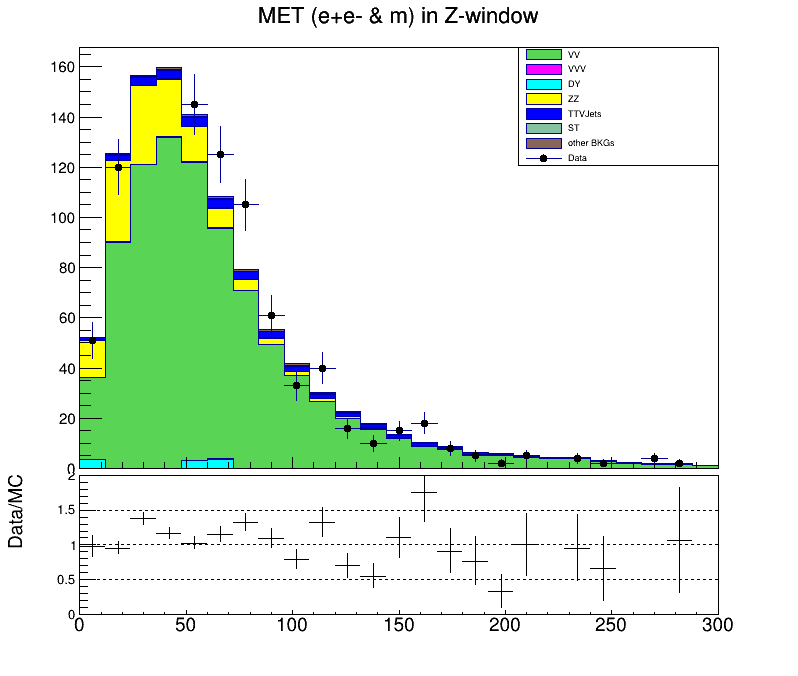 MET (e+e- & m) in Z-window
VV
VVV
DY
ZZ
TTVJets
ST
other BKGs
Data
160
140
120
100
80
60
40
20
0
Data/MC
2
1.5
1
0.5
0
0 50 100 150 200 250 300